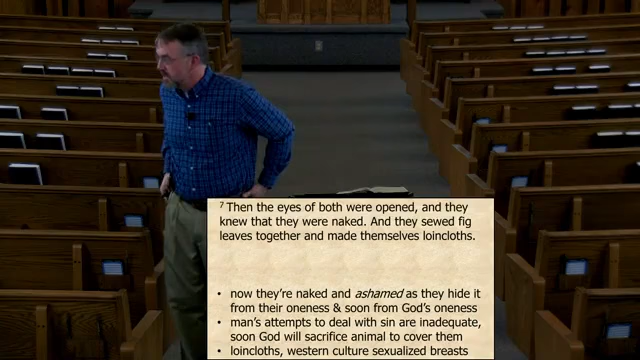 ⁷ Then the eyes of both were opened, and they
knew that they were naked. And they sewed fig
leaves together and made themselves loincloths.
• now they're naked and ashamed as they hide it
from their oneness & soon from God's oneness
• man's attempts to deal with sin are inadequate,
soon God will sacrifice animal to cover them
• loincloths, western culture sexualized breasts